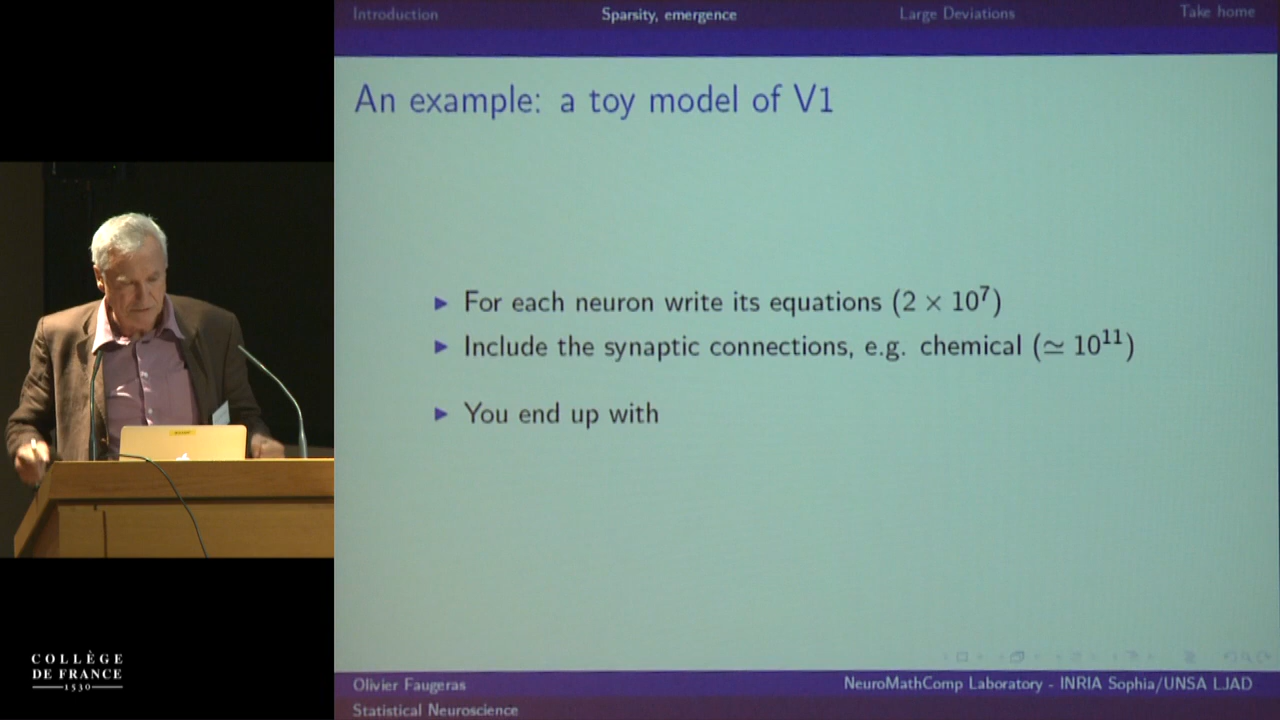 Introduction
Sparsity, emergence
Large Deviations
Take home
An example: a toy model of V1
For each neuron write its equations (2 × 10⁷)
Include the synaptic connections, e.g. chemical (≃ 10¹¹)
You end up with
Olivier Faugeras
NeuroMathComp Laboratory - INRIA Sophia/UNSA LJAD
Statistical Neuroscience
COLLÈGE
DE FRANCE
1530